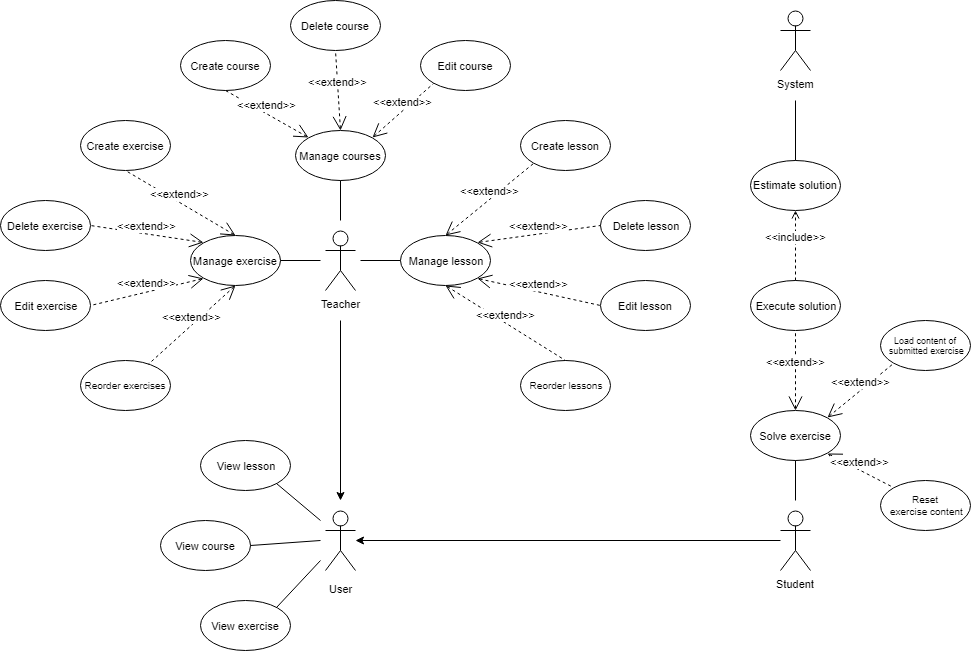 Delete course
Create course
Edit course
System
<<extend>>
<<extend>>
<<extend>>
Create exercise
Manage courses
Create lesson
Estimate solution
<<extend>>
<<extend>>
Delete exercise
<<extend>>
<<extend>>
Delete lesson
<<include>>
Manage exercise
Manage lesson
<<extend>>
<<extend>>
Edit exercise
Teacher
Edit lesson
Execute solution
<<extend>>
<<extend>>
Load content of
submitted exercise
<<extend>>
<<extend>>
Reorder exercises
Reorder lessons
Solve exercise
View lesson
<<extend>>
Reset
exercise content
View course
User
Student
View exercise